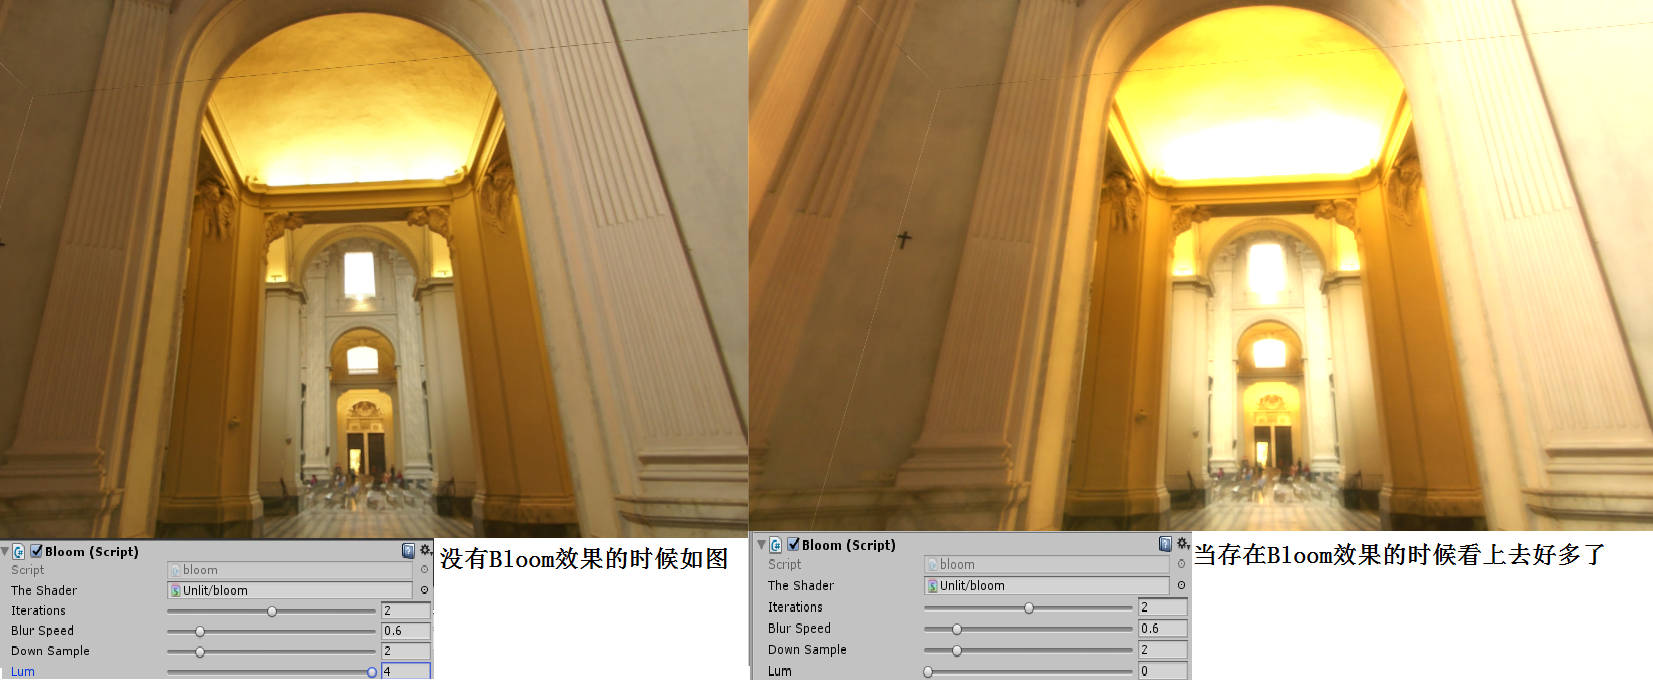 Bloom (Script)
Script bloom
The Shader Unlit/bloom
Iterations 2
Blur Speed 0.6
Down Sample 2
Lum 4
没有Bloom效果的时候如图
Bloom (Script)
Script bloom
The Shader Unlit/bloom
Iterations 2
Blur Speed 0.6
Down Sample 2
Lum 0
当存在Bloom效果的时候看上去好多了